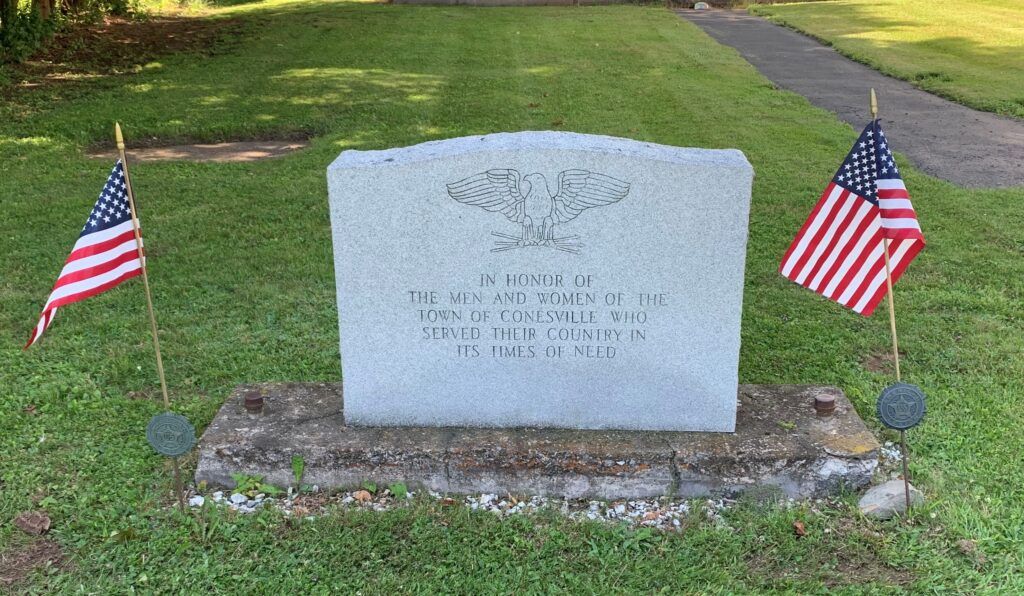 IN HONOR OF
THE MEN AND WOMEN OF THE
TOWN OF CONESVILLE WHO
SERVED THEIR COUNTRY IN
ITS TIMES OF NEED